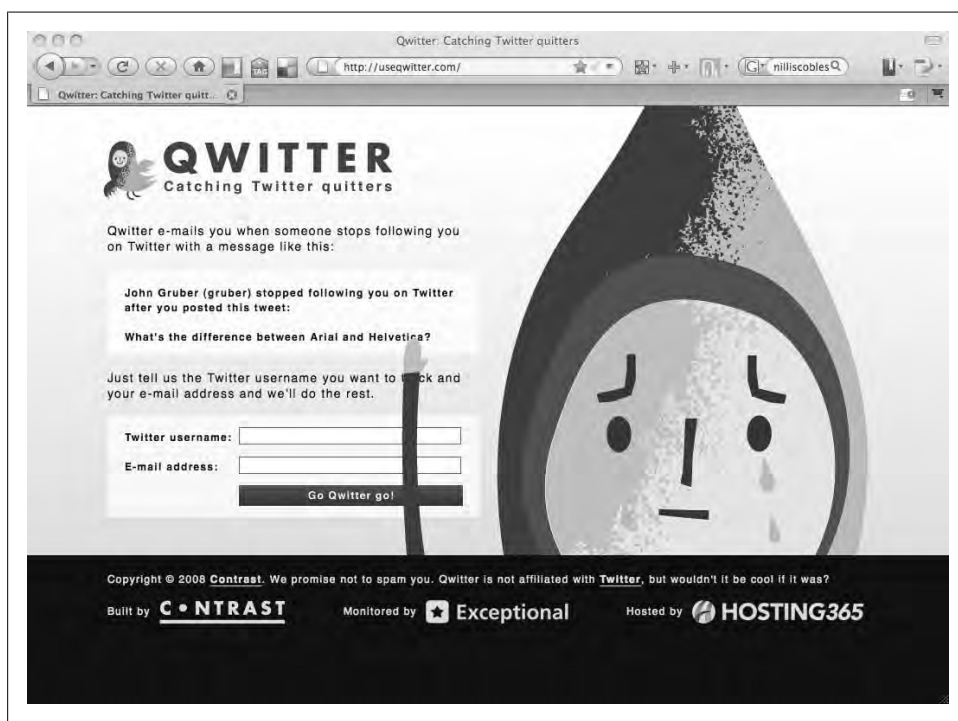 Qwitter: Catching Twitter quitters
TAG
http://useqwitter.com/
G
nilliscobles
Qwitter: Catching Twitter quitt...
QWITTER
Catching Twitter quitters
Qwitter e-mails you when someone stops following you
on Twitter with a message like this:
John Gruber (gruber) stopped following you on Twitter
after you posted this tweet:
What's the difference between Arial and Helvetica?
Just tell us the Twitter username you want to track and
your e-mail address and we'll do the rest.
Twitter username:
E-mail address:
Go Qwitter go!
Copyright © 2008 Contrast. We promise not to spam you. Qwitter is not affiliated with Twitter, but wouldn't it be cool if it was?
Built by C•NTRAST Monitored by Exceptional Hosted by HOSTING365